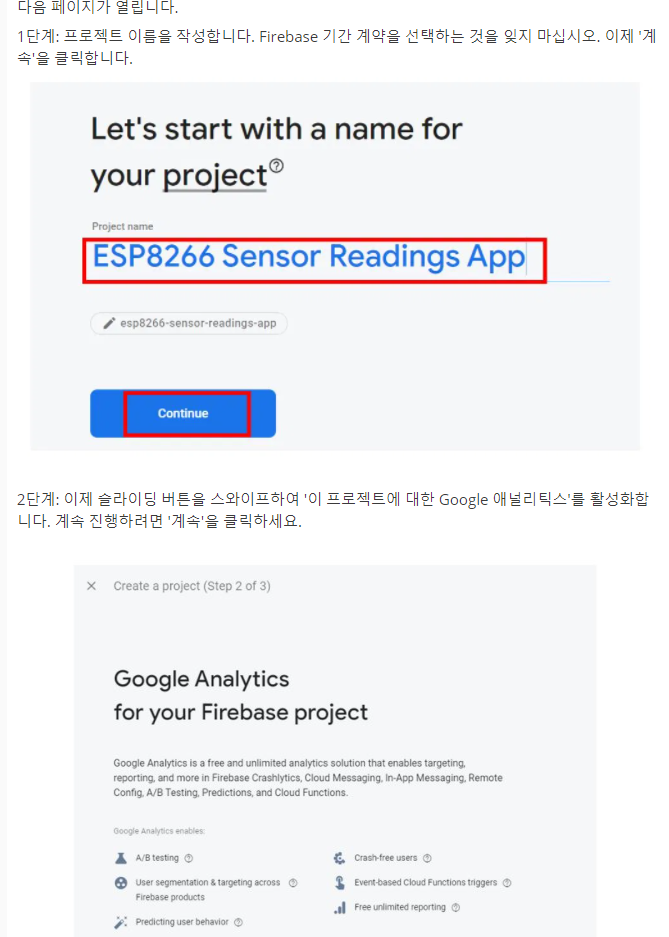 다음 페이지가 열립니다.
1단계: 프로젝트 이름을 작성합니다. Firebase 기간 계약을 선택하는 것을 잊지 마십시오. 이제 '계
속'을 클릭합니다.
Let's start with a name for
your project
Project name
ESP8266 Sensor Readings App
esp8266-sensor-readings-app
Continue
2단계: 이제 슬라이딩 버튼을 스와이프하여 '이 프로젝트에 대한 Google 애널리틱스'를 활성화합
니다. 계속 진행하려면 '계속'을 클릭하세요.
Create a project (Step 2 of 3)
Google Analytics
for your Firebase project
Google Analytics is a free and unlimited analytics solution that enables targeting,
reporting, and more in Firebase Crashlytics, Cloud Messaging, In-App Messaging, Remote
Config, A/B Testing, Predictions, and Cloud Functions.
Google Analytics enables:
A/B testing
Crash-free users
User segmentation & targeting across
Firebase products
Event-based Cloud Functions triggers
Free unlimited reporting
Predicting user behavior